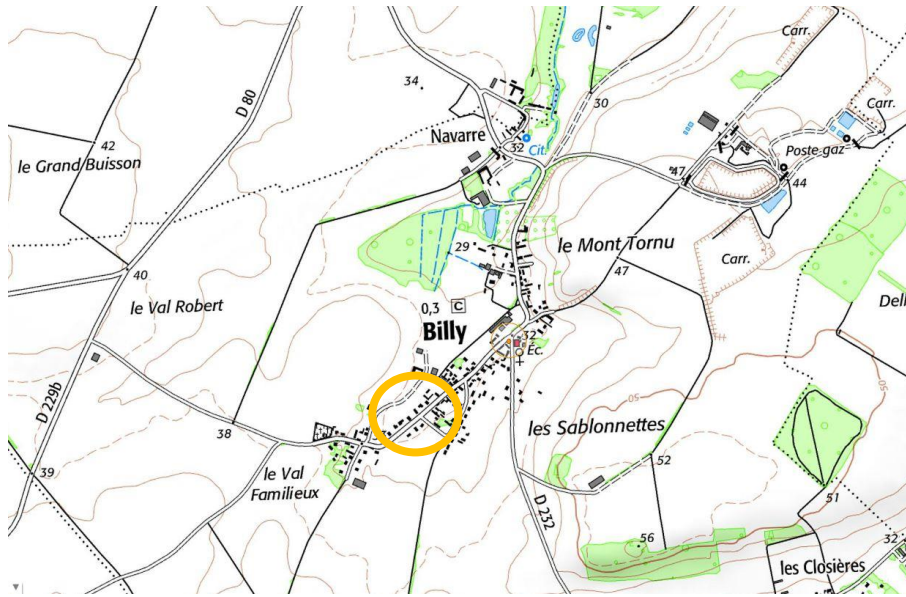 Carr.
34
D 80
30
Carr.
Navarre
32
Cit.
42
le Grand Buisson
Poste-gaz
47
44
29
le Mont Tornu
Carr.
40
47
le Val Robert
0,3 C
Billy
Dell
32
Éc.
D 229b
50
38
les Sablonnettes
52
39
le Val
Familieux
51
D 232
56
32
les Closières